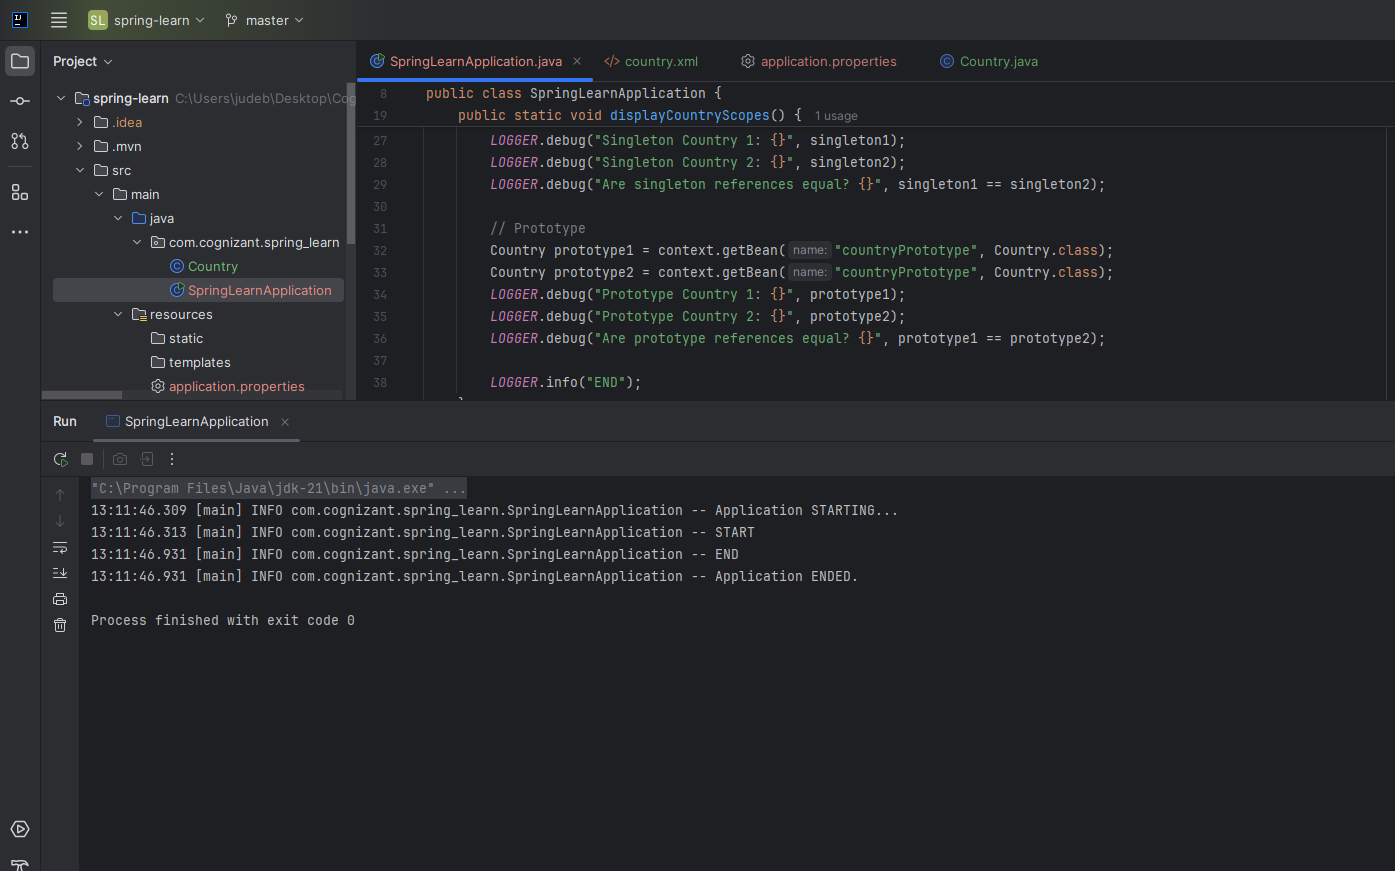 SL spring-learn master
Project
spring-learn C:\Users\judeb\Desktop\Cog
.idea
.mvn
src
main
java
com.cognizant.spring_learn
Country
SpringLearnApplication
resources
static
templates
application.properties
SpringLearnApplication.java country.xml application.properties Country.java
8 public class SpringLearnApplication {
19 public static void displayCountryScopes() { 1 usage
27 LOGGER.debug("Singleton Country 1: {}", singleton1);
28 LOGGER.debug("Singleton Country 2: {}", singleton2);
29 LOGGER.debug("Are singleton references equal? {}", singleton1 == singleton2);
30
31 // Prototype
32 Country prototype1 = context.getBean( name: "countryPrototype", Country.class);
33 Country prototype2 = context.getBean( name: "countryPrototype", Country.class);
34 LOGGER.debug("Prototype Country 1: {}", prototype1);
35 LOGGER.debug("Prototype Country 2: {}", prototype2);
36 LOGGER.debug("Are prototype references equal? {}", prototype1 == prototype2);
37
38 LOGGER.info("END");
Run SpringLearnApplication
"C:\Program Files\Java\jdk-21\bin\java.exe" ...
13:11:46.309 [main] INFO com.cognizant.spring_learn.SpringLearnApplication -- Application STARTING...
13:11:46.313 [main] INFO com.cognizant.spring_learn.SpringLearnApplication -- START
13:11:46.931 [main] INFO com.cognizant.spring_learn.SpringLearnApplication -- END
13:11:46.931 [main] INFO com.cognizant.spring_learn.SpringLearnApplication -- Application ENDED.
Process finished with exit code 0